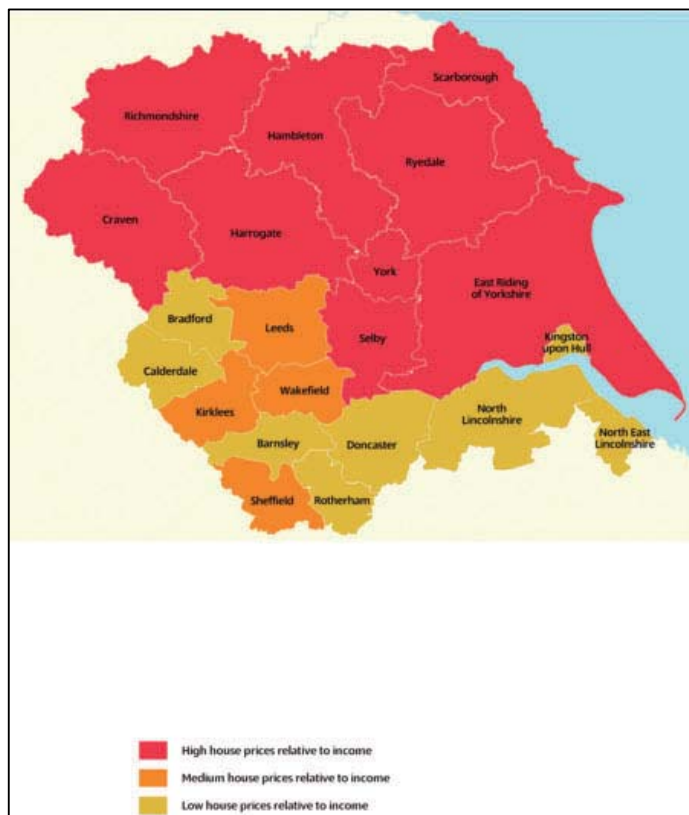 Scarborough
Richmondshire
Hambleton
Ryedale
Craven
Harrogate
York
East Riding
of Yorkshire
Bradford
Leeds
Selby
Kingston
upon Hull
Calderdale
Wakefield
Kirklees
North
Lincolnshire
Barnsley
Doncaster
North East
Lincolnshire
Sheffield
Rotherham
High house prices relative to income
Medium house prices relative to income
Low house prices relative to income